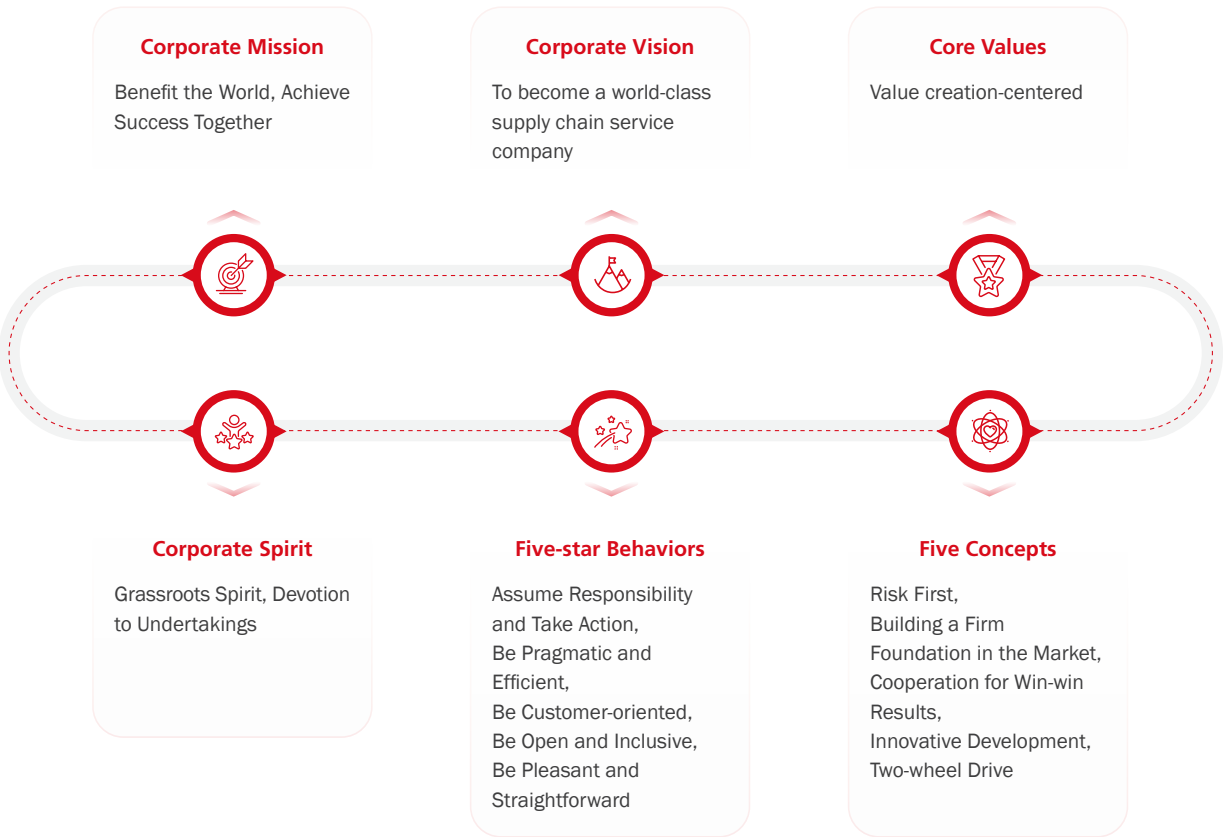 Corporate Mission
Benefit the World, Achieve
Success Together
Corporate Vision
To become a world-class
supply chain service
company
Core Values
Value creation-centered
Corporate Spirit
Grassroots Spirit, Devotion
to Undertakings
Five-star Behaviors
Assume Responsibility
and Take Action,
Be Pragmatic and
Efficient,
Be Customer-oriented,
Be Open and Inclusive,
Be Pleasant and
Straightforward
Five Concepts
Risk First,
Building a Firm
Foundation in the Market,
Cooperation for Win-win
Results,
Innovative Development,
Two-wheel Drive